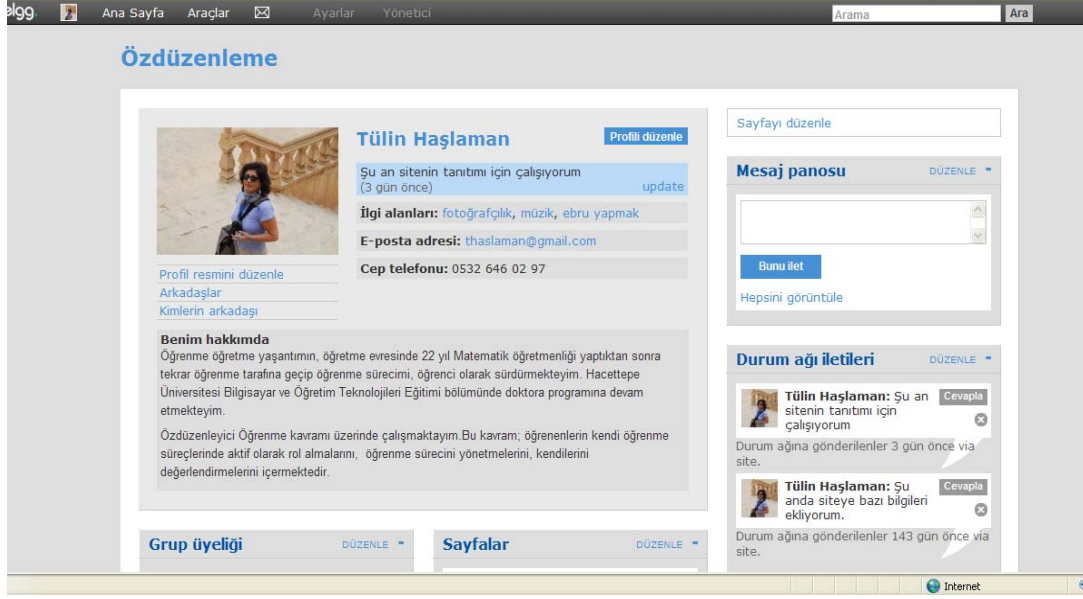 elgg.
Ana Sayfa Araçlar Ayarlar Yönetici Arama Ara
Özdüzenleme
Tülin Haşlaman
Profili düzenle
Şu an sitenin tanıtımı için çalışıyorum
(3 gün önce) update
İlgi alanları: fotoğrafçılık, müzik, ebru yapmak
E-posta adresi: thaslaman@gmail.com
Cep telefonu: 0532 646 02 97
Profil resmini düzenle
Arkadaşlar
Kimlerin arkadaşı
Benim hakkımda
Öğrenme öğretme yaşantımın, öğretme evresinde 22 yıl Matematik öğretmenliği yaptıktan sonra
tekrar öğrenme tarafına geçip öğrenme sürecimi, öğrenci olarak sürdürmekteyim. Hacettepe
Üniversitesi Bilgisayar ve Öğretim Teknolojileri Eğitimi bölümünde doktora programına devam
etmekteyim.
Özdüzenleyici Öğrenme kavramı üzerinde çalışmaktayım.Bu kavram; öğrenenlerin kendi öğrenme
süreçlerinde aktif olarak rol almalarını, öğrenme sürecini yönetmelerini, kendilerini
değerlendirmelerini içermektedir.
Grup üyeliği DÜZENLE -
Sayfalar DÜZENLE -
Sayfayı düzenle
Mesaj panosu DÜZENLE -
Bunu ilet
Hepsini görüntüle
Durum ağı iletileri DÜZENLE -
Tülin Haşlaman: Şu an Cevapla
sitenin tanıtımı için
çalışıyorum
Durum ağına gönderilenler 3 gün önce via
site.
Tülin Haşlaman: Şu Cevapla
anda siteye bazı bilgileri
ekliyorum.
Durum ağına gönderilenler 143 gün önce via
site.
Internet